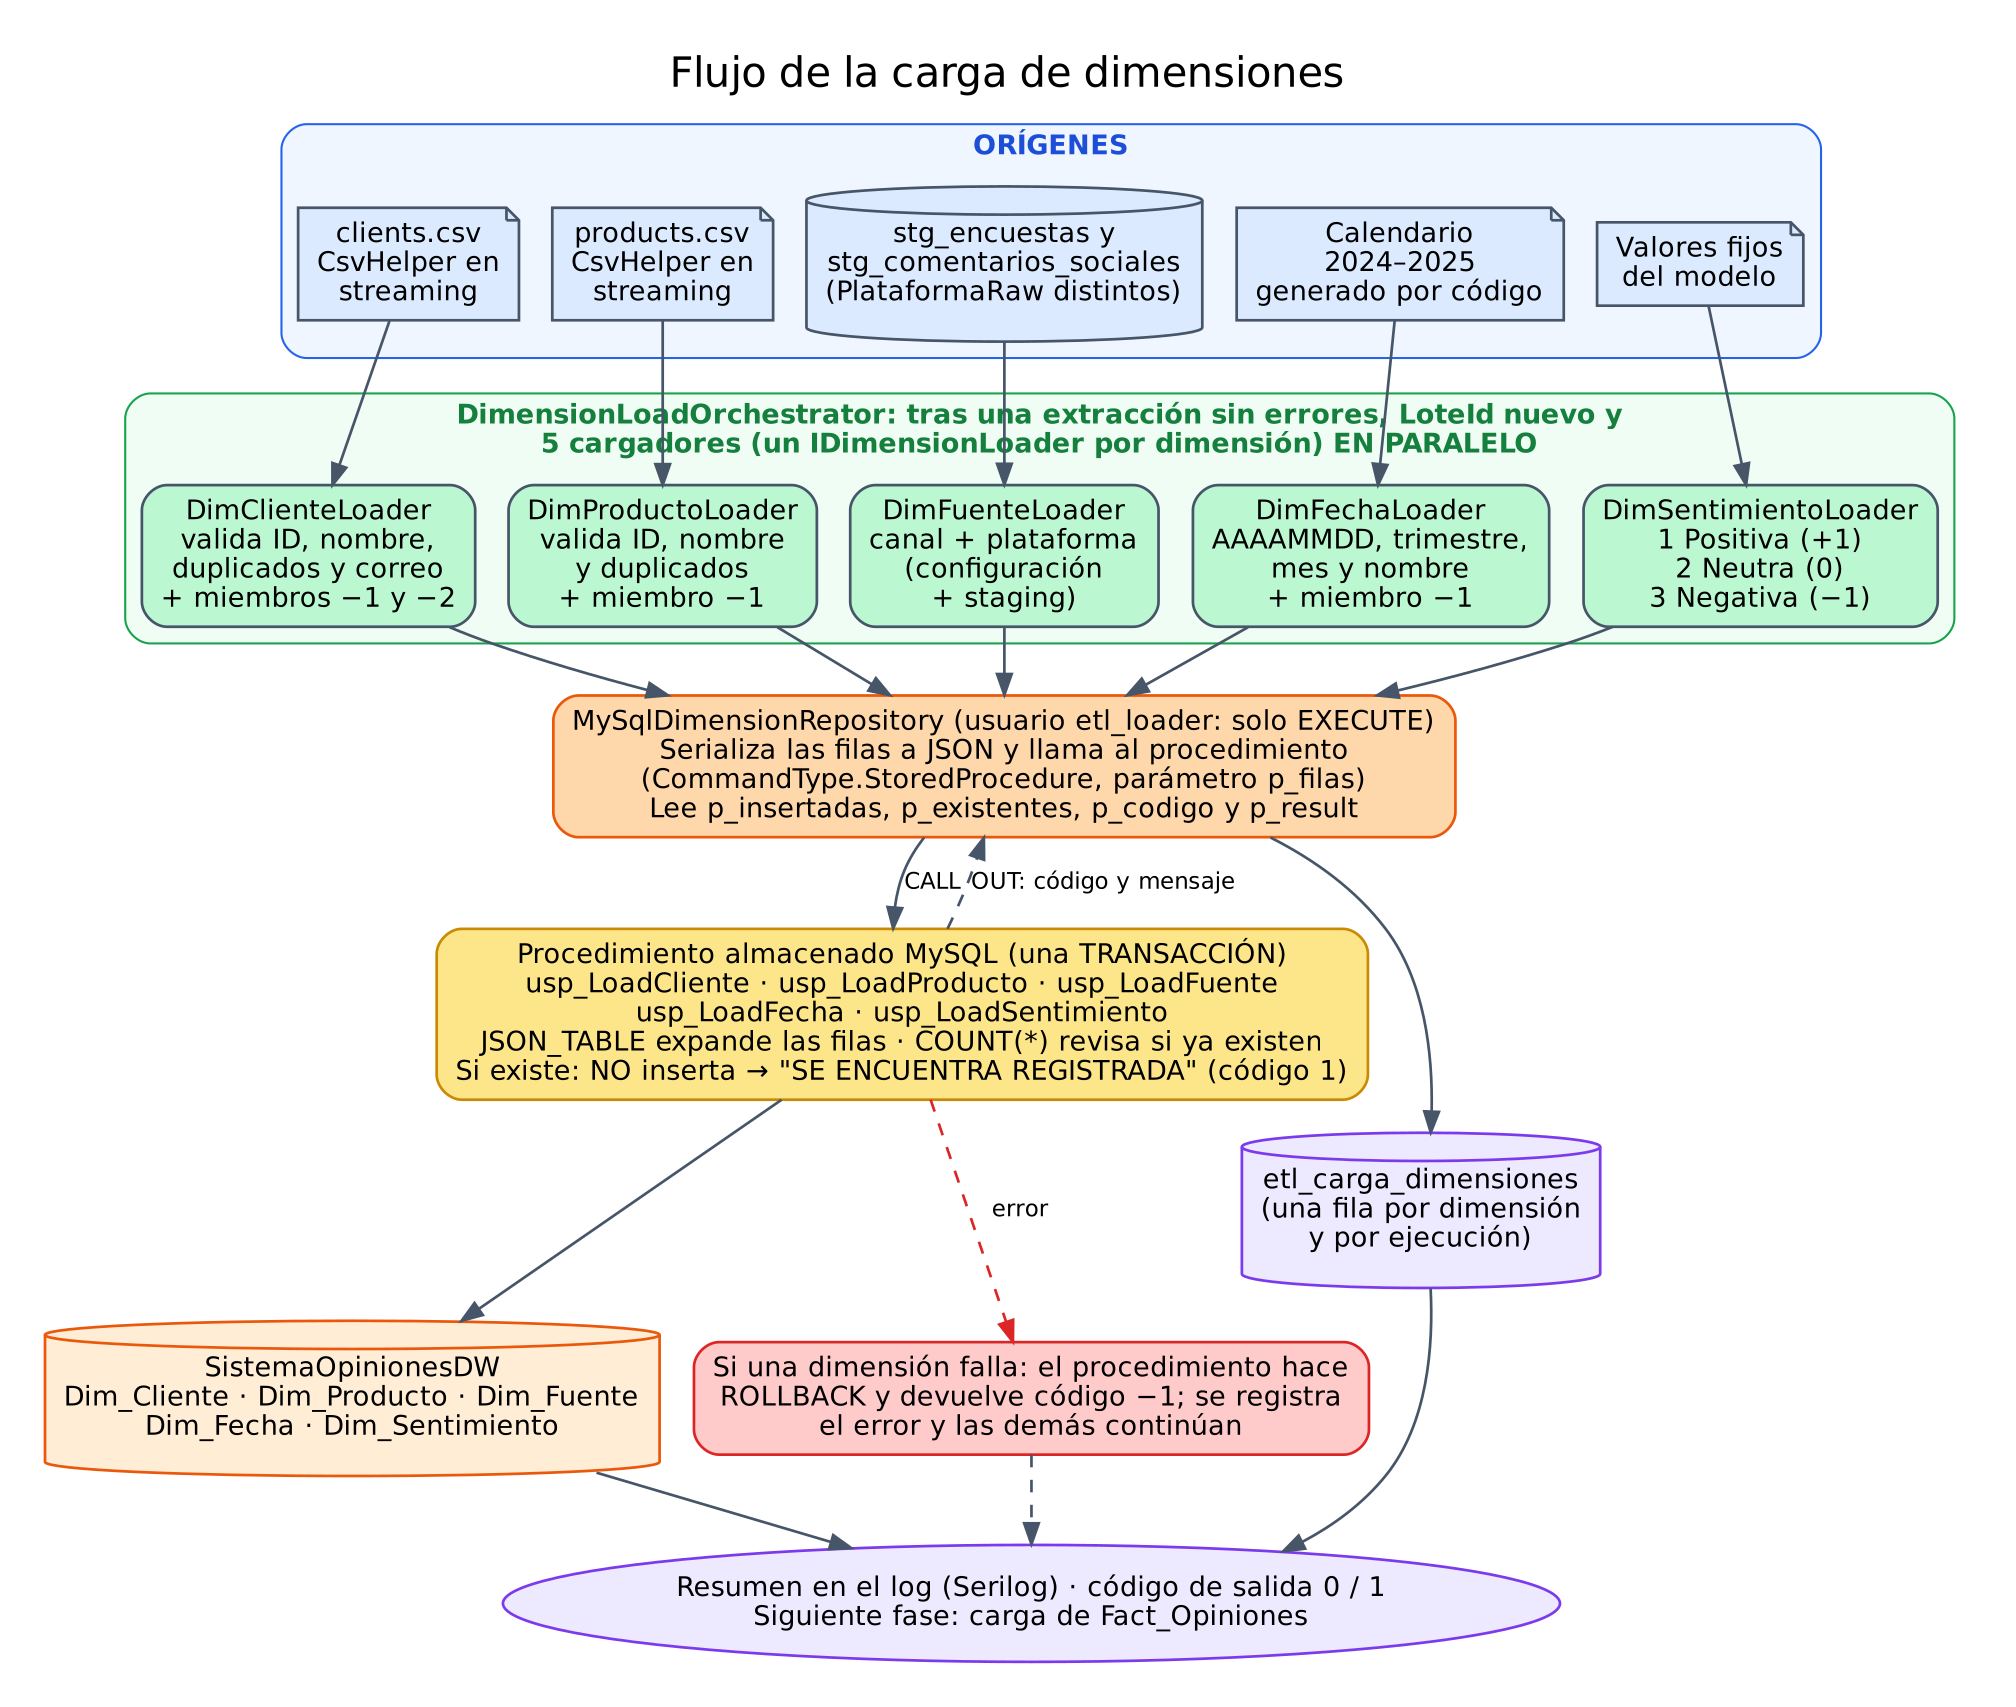 Flujo de la carga de dimensiones
ORÍGENES
clients.csv
CsvHelper en
streaming
products.csv
CsvHelper en
streaming
stg_encuestas y
stg_comentarios_sociales
(PlataformaRaw distintos)
Calendario
2024–2025
generado por código
Valores fijos
del modelo
DimensionLoadOrchestrator: tras una extracción sin errores, LoteId nuevo y
5 cargadores (un IDimensionLoader por dimensión) EN PARALELO
DimClienteLoader
valida ID, nombre,
duplicados y correo
+ miembros −1 y −2
DimProductoLoader
valida ID, nombre
y duplicados
+ miembro −1
DimFuenteLoader
canal + plataforma
(configuración
+ staging)
DimFechaLoader
AAAAMMDD, trimestre,
mes y nombre
+ miembro −1
DimSentimientoLoader
1 Positiva (+1)
2 Neutra (0)
3 Negativa (−1)
MySqlDimensionRepository (usuario etl_loader: solo EXECUTE)
Serializa las filas a JSON y llama al procedimiento
(CommandType.StoredProcedure, parámetro p_filas)
Lee p_insertadas, p_existentes, p_codigo y p_result
CALL
OUT: código y mensaje
Procedimiento almacenado MySQL (una TRANSACCIÓN)
usp_LoadCliente · usp_LoadProducto · usp_LoadFuente
usp_LoadFecha · usp_LoadSentimiento
JSON_TABLE expande las filas · COUNT(*) revisa si ya existen
Si existe: NO inserta → "SE ENCUENTRA REGISTRADA" (código 1)
etl_carga_dimensiones
(una fila por dimensión
y por ejecución)
error
SistemaOpinionesDW
Dim_Cliente · Dim_Producto · Dim_Fuente
Dim_Fecha · Dim_Sentimiento
Si una dimensión falla: el procedimiento hace
ROLLBACK y devuelve código −1; se registra
el error y las demás continúan
Resumen en el log (Serilog) · código de salida 0 / 1
Siguiente fase: carga de Fact_Opiniones